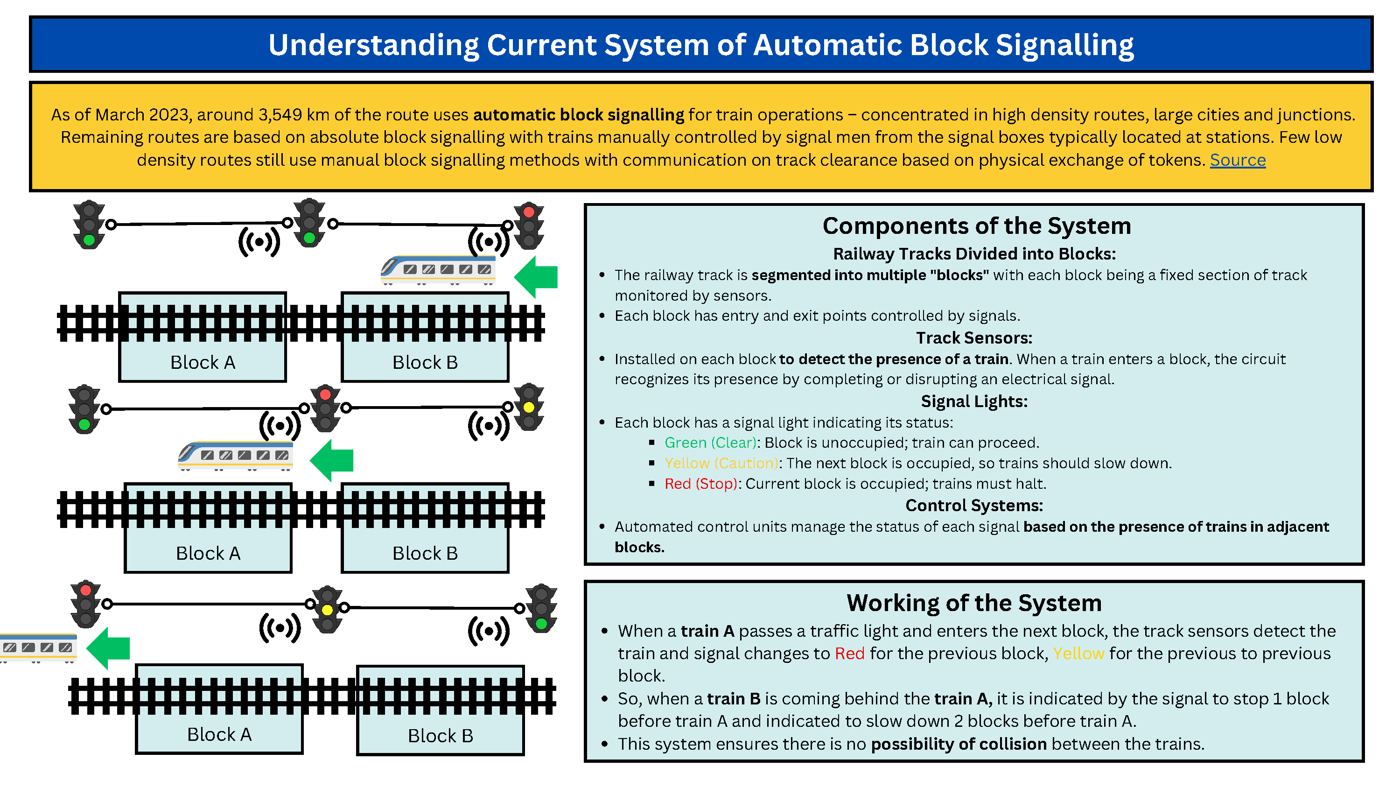 Understanding Current System of Automatic Block Signalling
As of March 2023, around 3,549 km of the route uses automatic block signalling for train operations – concentrated in high density routes, large cities and junctions.
Remaining routes are based on absolute block signalling with trains manually controlled by signal men from the signal boxes typically located at stations. Few low
density routes still use manual block signalling methods with communication on track clearance based on physical exchange of tokens. Source
Block A
Block B
Block A
Block B
Block A
Block B
Components of the System
Railway Tracks Divided into Blocks:
• The railway track is segmented into multiple "blocks" with each block being a fixed section of track
monitored by sensors.
• Each block has entry and exit points controlled by signals.
Track Sensors:
• Installed on each block to detect the presence of a train. When a train enters a block, the circuit
recognizes its presence by completing or disrupting an electrical signal.
Signal Lights:
• Each block has a signal light indicating its status:
▪ Green (Clear): Block is unoccupied; train can proceed.
▪ Yellow (Caution): The next block is occupied, so trains should slow down.
▪ Red (Stop): Current block is occupied; trains must halt.
Control Systems:
• Automated control units manage the status of each signal based on the presence of trains in adjacent
blocks.
Working of the System
• When a train A passes a traffic light and enters the next block, the track sensors detect the
train and signal changes to Red for the previous block, Yellow for the previous to previous
block.
• So, when a train B is coming behind the train A, it is indicated by the signal to stop 1 block
before train A and indicated to slow down 2 blocks before train A.
• This system ensures there is no possibility of collision between the trains.